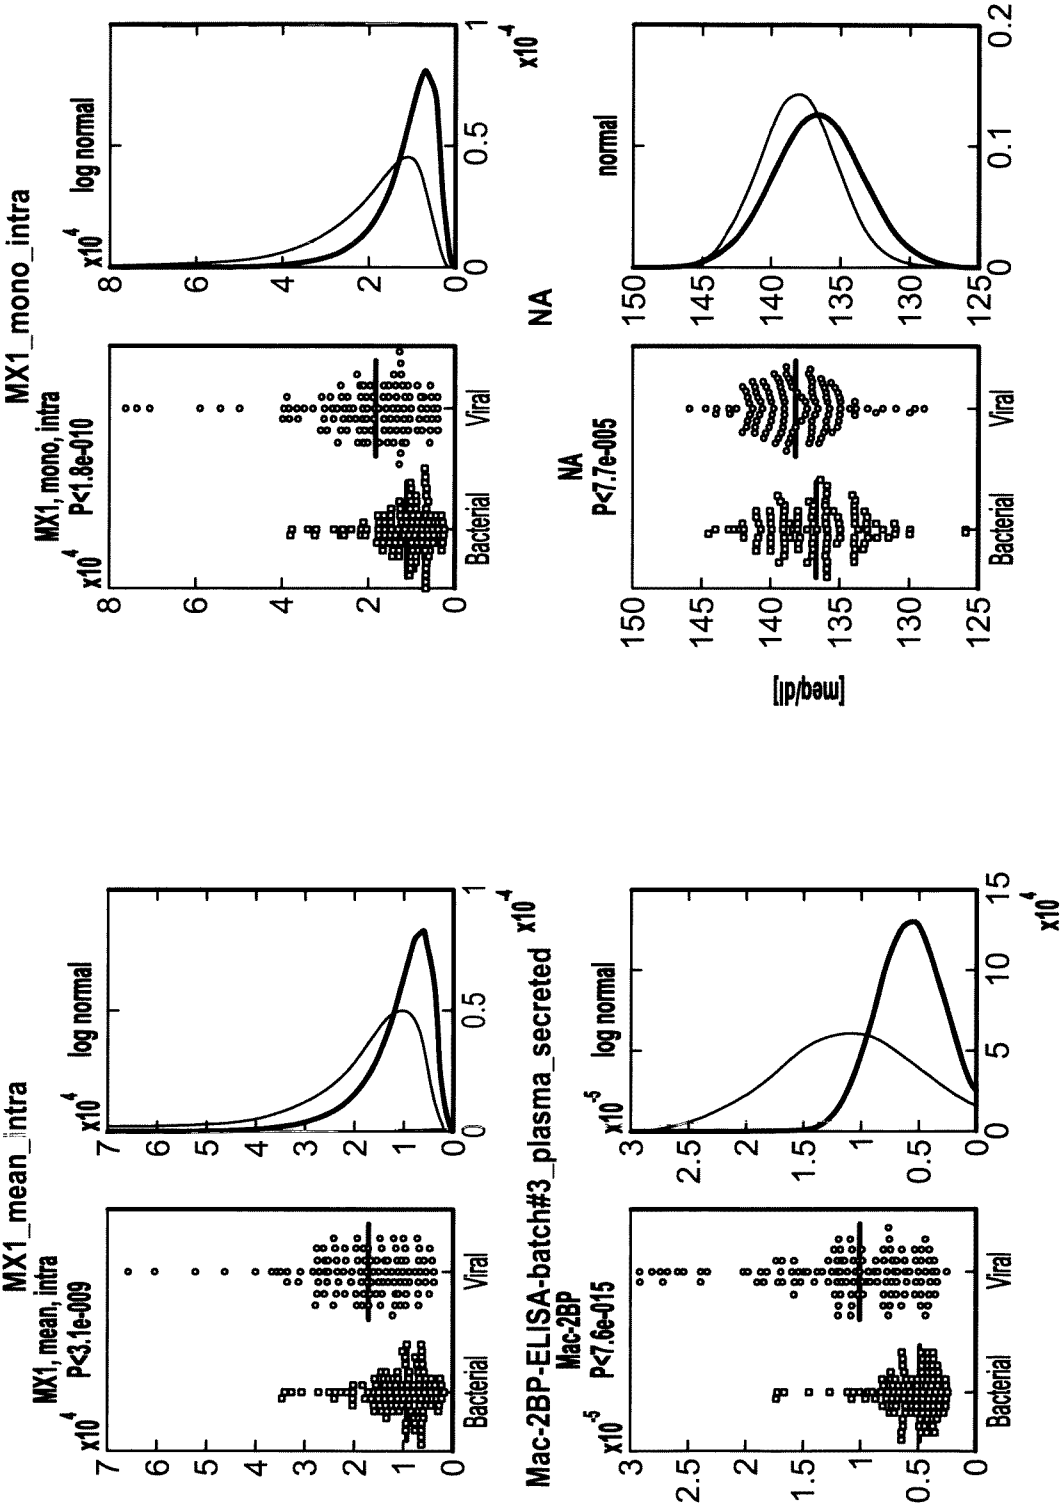 MX1_mean_intra
MX1, mean, intra
P<3.1e-009
x10^4
7
6
5
4
3
2
1
0
Bacterial
Viral
log normal
x10^4
7
6
5
4
3
2
1
0
0
0.5
1
x10^-4
MX1_mono_intra
MX1, mono, intra
P<1.8e-010
x10^4
8
6
4
2
0
Bacterial
Viral
log normal
x10^4
8
6
4
2
0
0
0.5
1
x10^-4
Mac-2BP-ELISA-batch#3_plasma_secreted
Mac-2BP
P<7.6e-015
x10^-5
3
2.5
2
1.5
1
0.5
0
Bacterial
Viral
log normal
x10^-5
3
2.5
2
1.5
1
0.5
0
0
5
10
15
x10^4
NA
NA
P<7.7e-005
[meq/dl]
150
145
140
135
130
125
Bacterial
Viral
normal
150
145
140
135
130
125
0
0.1
0.2